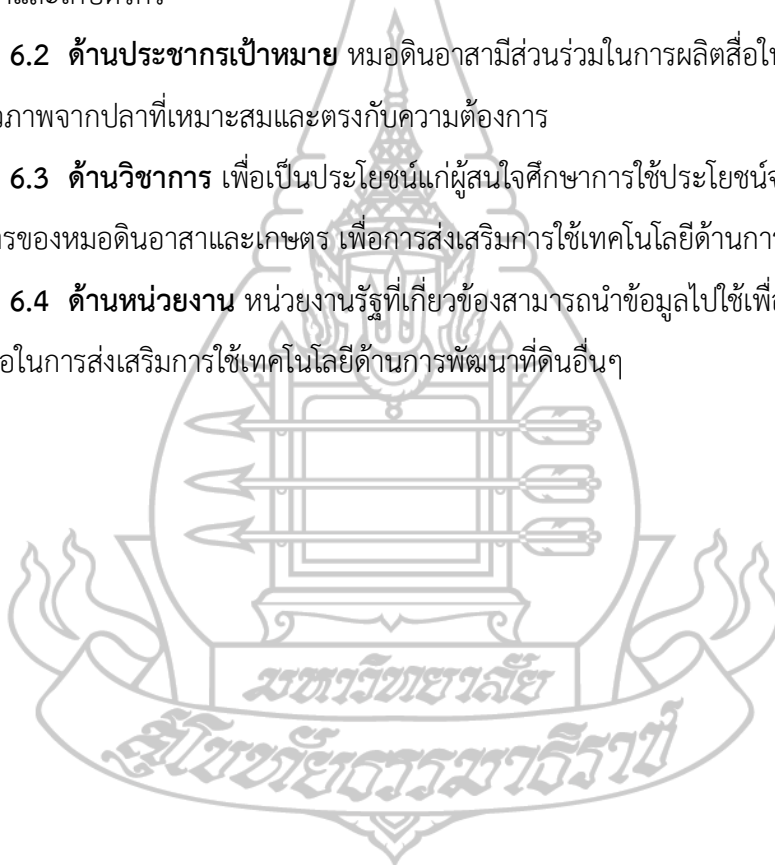 6.2 ด้านประชากรเป้าหมาย หมอดินอาสามีส่วนร่วมในการผลิตสื่อให
ภาพจากปลาที่เหมาะสมและตรงกับความต้องการ
6.3 ด้านวิชาการ เพื่อเป็นประโยชน์แก่ผู้สนใจศึกษาการใช้ประโยชน์จ
ารของหมอดินอาสาและเกษตร เพื่อการส่งเสริมการใช้เทคโนโลยีด้านการ
6.4 ด้านหน่วยงาน หน่วยงานรัฐที่เกี่ยวข้องสามารถนำข้อมูลไปใช้เพื่
อในการส่งเสริมการใช้เทคโนโลยีด้านการพัฒนาที่ดินอื่นๆ
มหาวิทยาลัย
สุโขทัยธรรมาธิราช